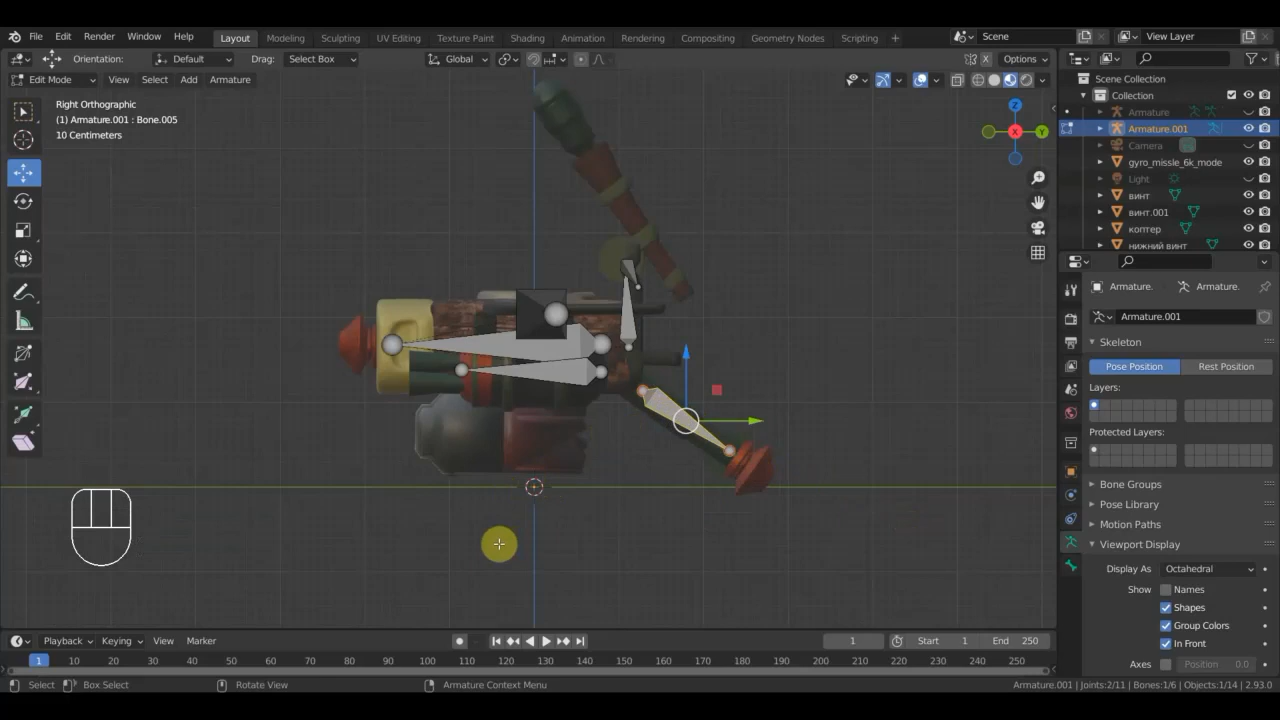 File Edit Render Window Help Layout Modeling Sculpting UV Editing Texture Paint Shading Animation Rendering Compositing Geometry Nodes Scripting + Scene View Layer
Orientation: Default Drag: Select Box Global X Options
Edit Mode View Select Add Armature
Right Orthographic
(1) Armature.001 : Bone.005
10 Centimeters
Z
X
Y
Scene Collection
Collection
Armature
Armature.001
Camera
gyro_missle_6k_mode
Light
винт
винт.001
коптер
нижний винт
Armature. Armature.
Armature.001
Skeleton
Pose Position Rest Position
Layers:
Protected Layers:
Bone Groups
Pose Library
Motion Paths
Viewport Display
Display As Octahedral
Show Names
Shapes
Group Colors
In Front
Axes Position 0.0
Playback Keying View Marker 1 Start 1 End 250
1 10 20 30 40 50 60 70 80 90 100 110 120 130 140 150 160 170 180 190 200 210 220 230 240 250
Select Box Select Rotate View Armature Context Menu Armature.001 | Joints:2/11 | Bones:1/6 | Objects:1/14 | 2.93.0